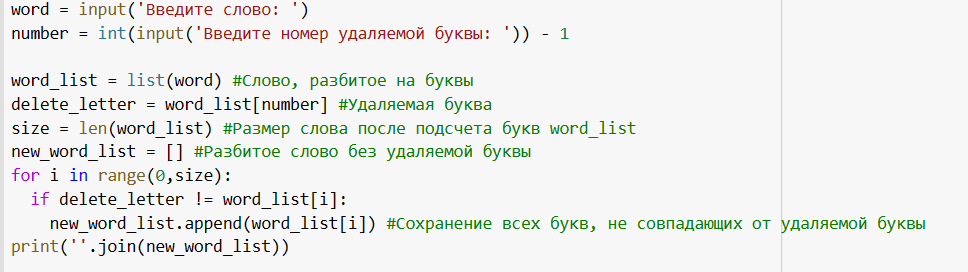 word = input('Введите слово: ')
number = int(input('Введите номер удаляемой буквы: ')) - 1

word_list = list(word) #Слово, разбитое на буквы
delete_letter = word_list[number] #Удаляемая буква
size = len(word_list) #Размер слова после подсчета букв word_list
new_word_list = [] #Разбитое слово без удаляемой буквы
for i in range(0,size):
  if delete_letter != word_list[i]:
    new_word_list.append(word_list[i]) #Сохранение всех букв, не совпадающих от удаляемой буквы
print(''.join(new_word_list))